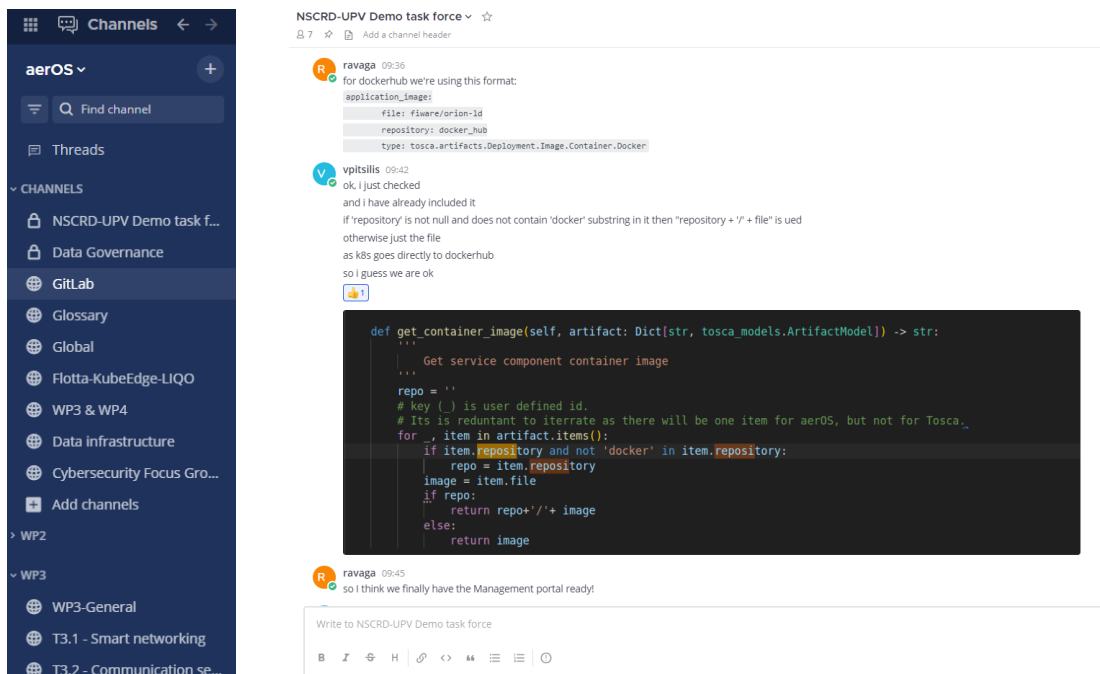 Channels
aerOS
Find channel
Threads
CHANNELS
NSCRD-UPV Demo task f...
Data Governance
GitLab
Glossary
Global
Flotta-KubeEdge-LIQO
WP3 & WP4
Data infrastructure
Cybersecurity Focus Gro...
Add channels
WP2
WP3
WP3-General
T3.1 - Smart networking
T3.2 - Communication se...
NSCRD-UPV Demo task force
7 Add a channel header
R ravaga 09:36
for dockerhub we're using this format:
application_image:
file: fiware/orion-ld
repository: docker_hub
type: tosca.artifacts.Deployment.Image.Container.Docker
V vpitsilis 09:42
ok, i just checked
and i have already included it
if 'repository' is not null and does not contain 'docker' substring in it then "repository + '/' + file" is ued
otherwise just the file
as k8s goes directly to dockerhub
so i guess we are ok
1
def get_container_image(self, artifact: Dict[str, tosca_models.ArtifactModel]) -> str:
'''
Get service component container image
'''
repo = ''
# key (_) is user defined id.
# Its is reduntant to iterrate as there will be one item for aerOS, but not for Tosca.
for _, item in artifact.items():
if item.repository and not 'docker' in item.repository:
repo = item.repository
image = item.file
if repo:
return repo+'/'+ image
else:
return image
R ravaga 09:45
so I think we finally have the Management portal ready!
Write to NSCRD-UPV Demo task force
B I S H